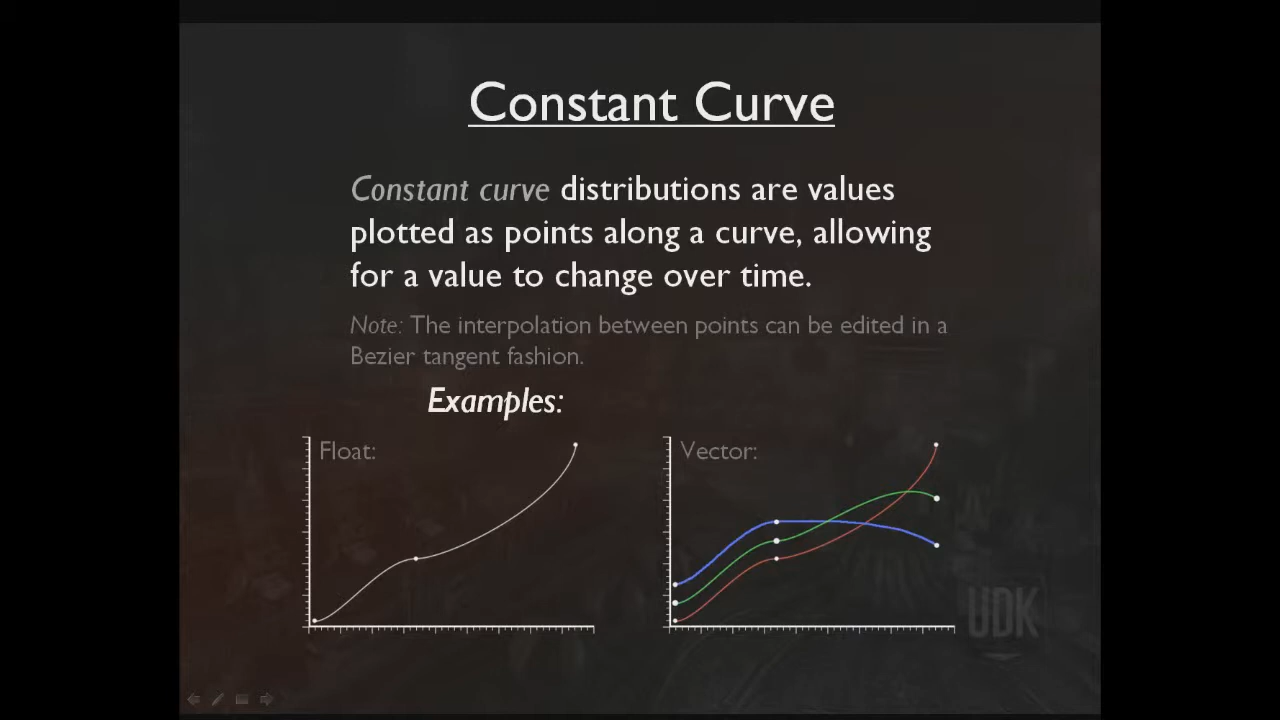 Constant Curve
Constant curve distributions are values
plotted as points along a curve, allowing
for a value to change over time.
Note: The interpolation between points can be edited in a
Bezier tangent fashion.
Examples:
Float:
Vector:
UDK